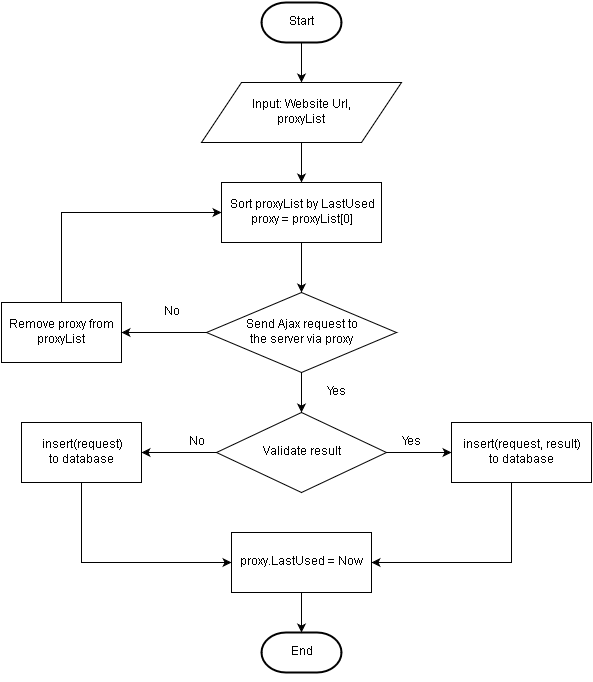 Start
Input: Website Url,
proxyList
Sort proxyList by LastUsed
proxy = proxyList[0]
No
Remove proxy from
proxyList
Send Ajax request to
the server via proxy
Yes
No
Yes
insert(request)
to database
Validate result
insert(request, result)
to database
proxy.LastUsed = Now
End